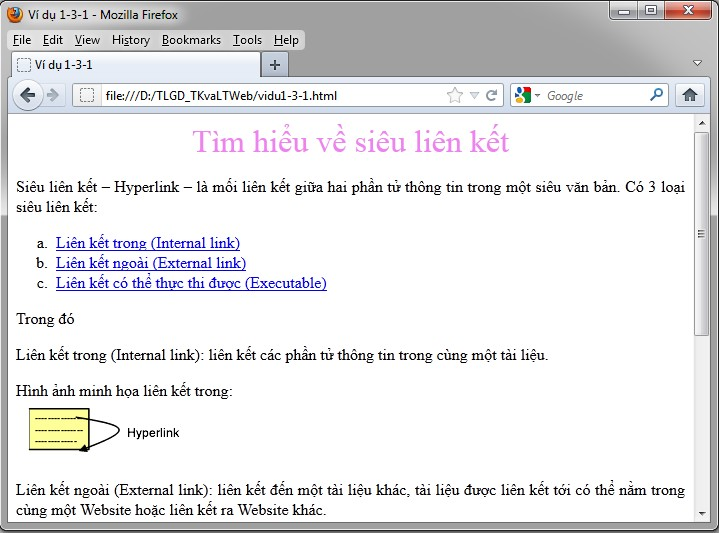 Ví dụ 1-3-1 - Mozilla Firefox
File Edit View History Bookmarks Tools Help
Ví dụ 1-3-1
file:///D:/TLGD_TKvaLTWeb/vidu1-3-1.html
Google
Tìm hiểu về siêu liên kết
Siêu liên kết – Hyperlink – là mối liên kết giữa hai phần tử thông tin trong một siêu văn bản. Có 3 loại
siêu liên kết:
a. Liên kết trong (Internal link)
b. Liên kết ngoài (External link)
c. Liên kết có thể thực thi được (Executable)
Trong đó
Liên kết trong (Internal link): liên kết các phần tử thông tin trong cùng một tài liệu.
Hình ảnh minh họa liên kết trong:
Hyperlink
Liên kết ngoài (External link): liên kết đến một tài liệu khác, tài liệu được liên kết tới có thể nằm trong
cùng một Website hoặc liên kết ra Website khác.